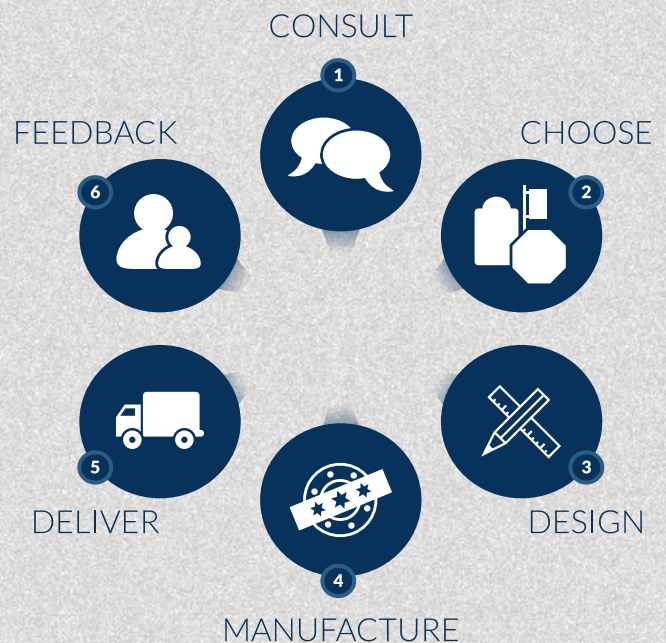 CONSULT
1
CHOOSE
2
DESIGN
3
MANUFACTURE
4
DELIVER
5
FEEDBACK
6